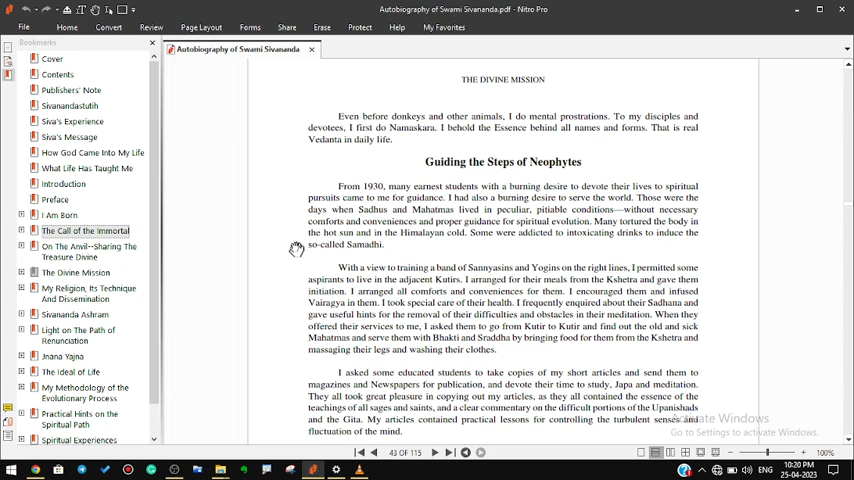 Autobiography of Swami Sivananda.pdf - Nitro Pro
File Home Convert Review Page Layout Forms Share Erase Protect Help My Favorites
Bookmarks
Cover
Contents
Publishers' Note
Sivanandastutih
Siva's Experience
Siva's Message
How God Came Into My Life
What Life Has Taught Me
Introduction
Preface
I Am Born
The Call of the Immortal
On The Anvil--Sharing The
Treasure Divine
The Divine Mission
My Religion, Its Technique
And Dissemination
Sivananda Ashram
Light on The Path of
Renunciation
Jnana Yajna
The Ideal of Life
My Methodology of the
Evolutionary Process
Practical Hints on the
Spiritual Path
Spiritual Experiences
Autobiography of Swami Sivananda
THE DIVINE MISSION
Even before donkeys and other animals, I do mental prostrations. To my disciples and
devotees, I first do Namaskara. I behold the Essence behind all names and forms. That is real
Vedanta in daily life.
Guiding the Steps of Neophytes
From 1930, many earnest students with a burning desire to devote their lives to spiritual
pursuits came to me for guidance. I had also a burning desire to serve the world. Those were the
days when Sadhus and Mahatmas lived in peculiar, pitiable conditions—without necessary
comforts and conveniences and proper guidance for spiritual evolution. Many tortured the body in
the hot sun and in the Himalayan cold. Some were addicted to intoxicating drinks to induce the
so-called Samadhi.
With a view to training a band of Sannyasins and Yogins on the right lines, I permitted some
aspirants to live in the adjacent Kutirs. I arranged for their meals from the Kshetra and gave them
initiation. I arranged all comforts and conveniences for them. I encouraged them and infused
Vairagya in them. I took special care of their health. I frequently enquired about their Sadhana and
gave useful hints for the removal of their difficulties and obstacles in their meditation. When they
offered their services to me, I asked them to go from Kutir to Kutir and find out the old and sick
Mahatmas and serve them with Bhakti and Sraddha by bringing food for them from the Kshetra and
massaging their legs and washing their clothes.
I asked some educated students to take copies of my short articles and send them to
magazines and Newspapers for publication, and devote their time to study, Japa and meditation.
They all took great pleasure in copying out my articles, as they all contained the essence of the
teachings of all sages and saints, and a clear commentary on the difficult portions of the Upanishads
and the Gita. My articles contained practical lessons for controlling the turbulent senses and
fluctuation of the mind.
Activate Windows
Go to Settings to activate Windows.
43 OF 115
100%
ENG
10:20 PM
25-04-2023